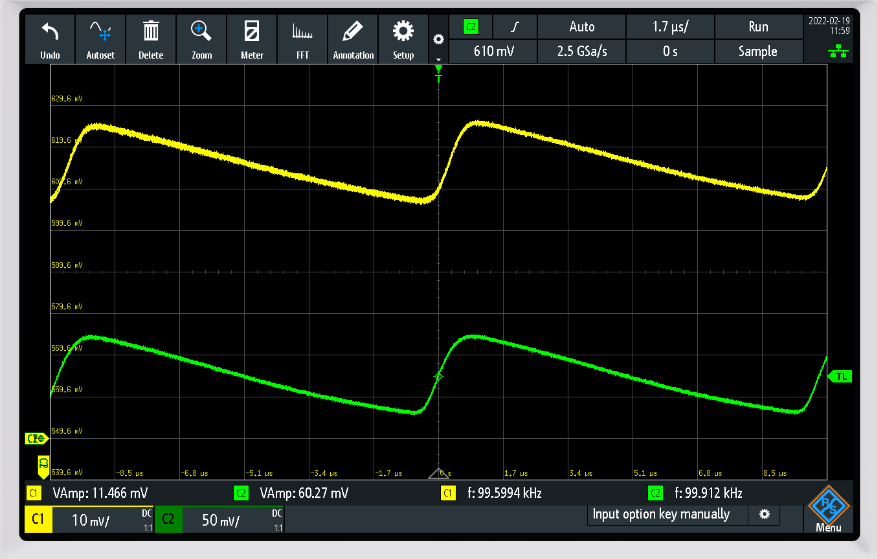 C2 Auto 1.7 µs/ Run 2022-02-19
11:59
Undo Autoset Delete Zoom Meter FFT Annotation Setup
610 mV 2.5 GSa/s 0 s Sample
T
629.6 mV
619.6 mV
609.6 mV
599.6 mV
589.6 mV
579.6 mV
569.6 mV
TL
559.6 mV
549.6 mV
539.6 mV -8.5 µs -6.8 µs -5.1 µs -3.4 µs -1.7 µs 0 s 1.7 µs 3.4 µs 5.1 µs 6.8 µs 8.5 µs
C1 VAmp: 11.466 mV C2 VAmp: 60.27 mV C1 f: 99.5994 kHz C2 f: 99.912 kHz
C1 10 mV/ DC 1:1 C2 50 mV/ DC 1:1 Input option key manually
R&S
Menu